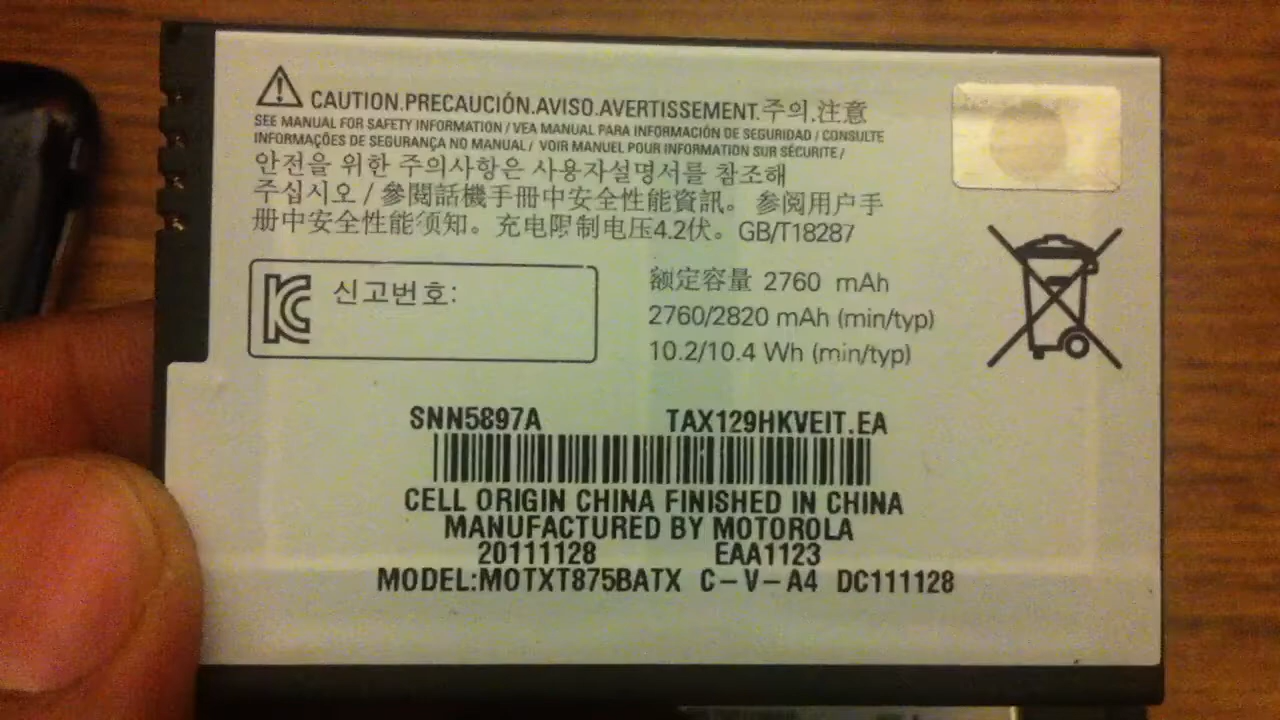 CAUTION.PRECAUCIÓN.AVISO.AVERTISSEMENT.주의.注意
SEE MANUAL FOR SAFETY INFORMATION / VEA MANUAL PARA INFORMACIÓN DE SEGURIDAD / CONSULTE
INFORMAÇÕES DE SEGURANÇA NO MANUAL / VOIR MANUEL POUR INFORMATION SUR SÉCURITE /
안전을 위한 주의사항은 사용자설명서를 참조해
주십시오 / 參閱話機手冊中安全性能資訊。 参阅用户手
册中安全性能须知。充电限制电压4.2伏。GB/T18287
신고번호:
额定容量 2760 mAh
2760/2820 mAh (min/typ)
10.2/10.4 Wh (min/typ)
SNN5897A TAX129HKVEIT.EA
CELL ORIGIN CHINA FINISHED IN CHINA
MANUFACTURED BY MOTOROLA
20111128 EAA1123
MODEL:MOTXT875BATX C-V-A4 DC111128